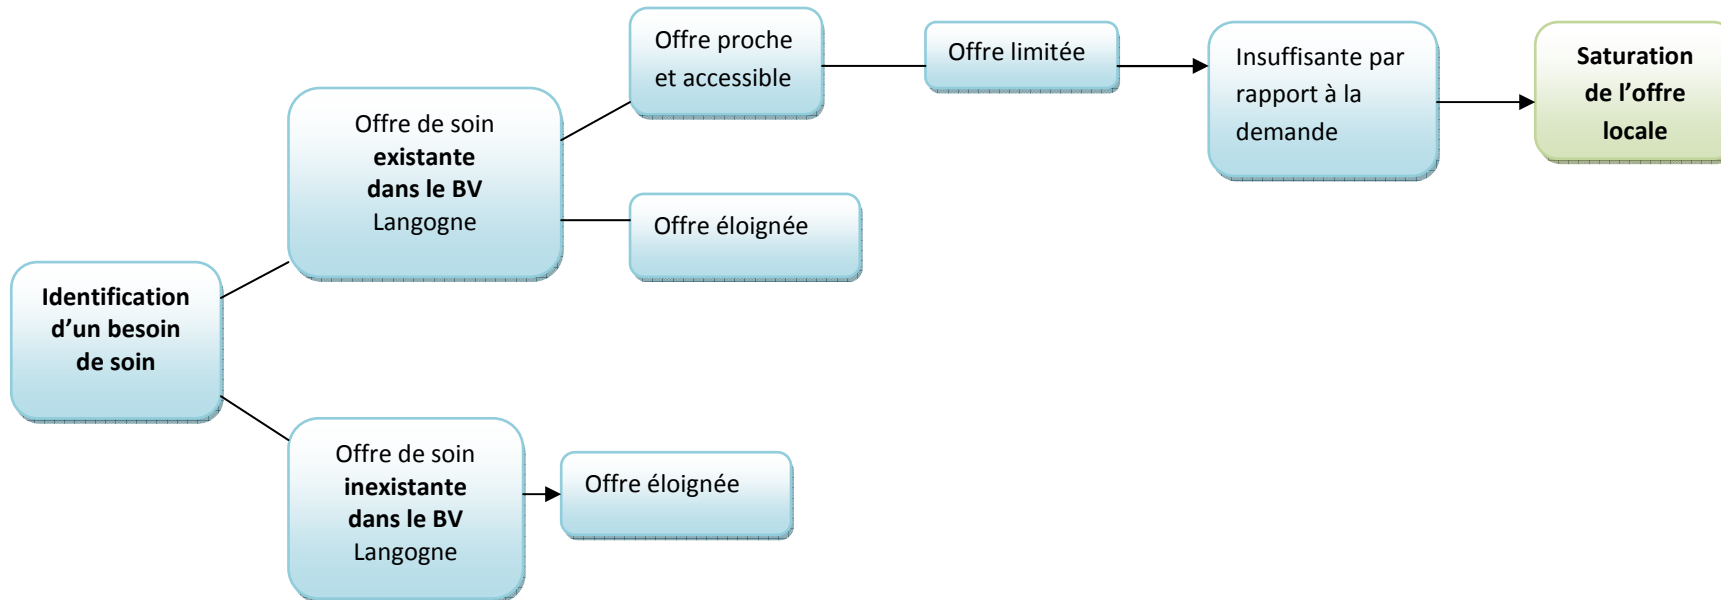 Identification
d’un besoin
de soin
Offre de soin
existante
dans le BV
Langogne
Offre proche
et accessible
Offre limitée
Insuffisante par
rapport à la
demande
Saturation
de l’offre
locale
Offre éloignée
Offre de soin
inexistante
dans le BV
Langogne
Offre éloignée